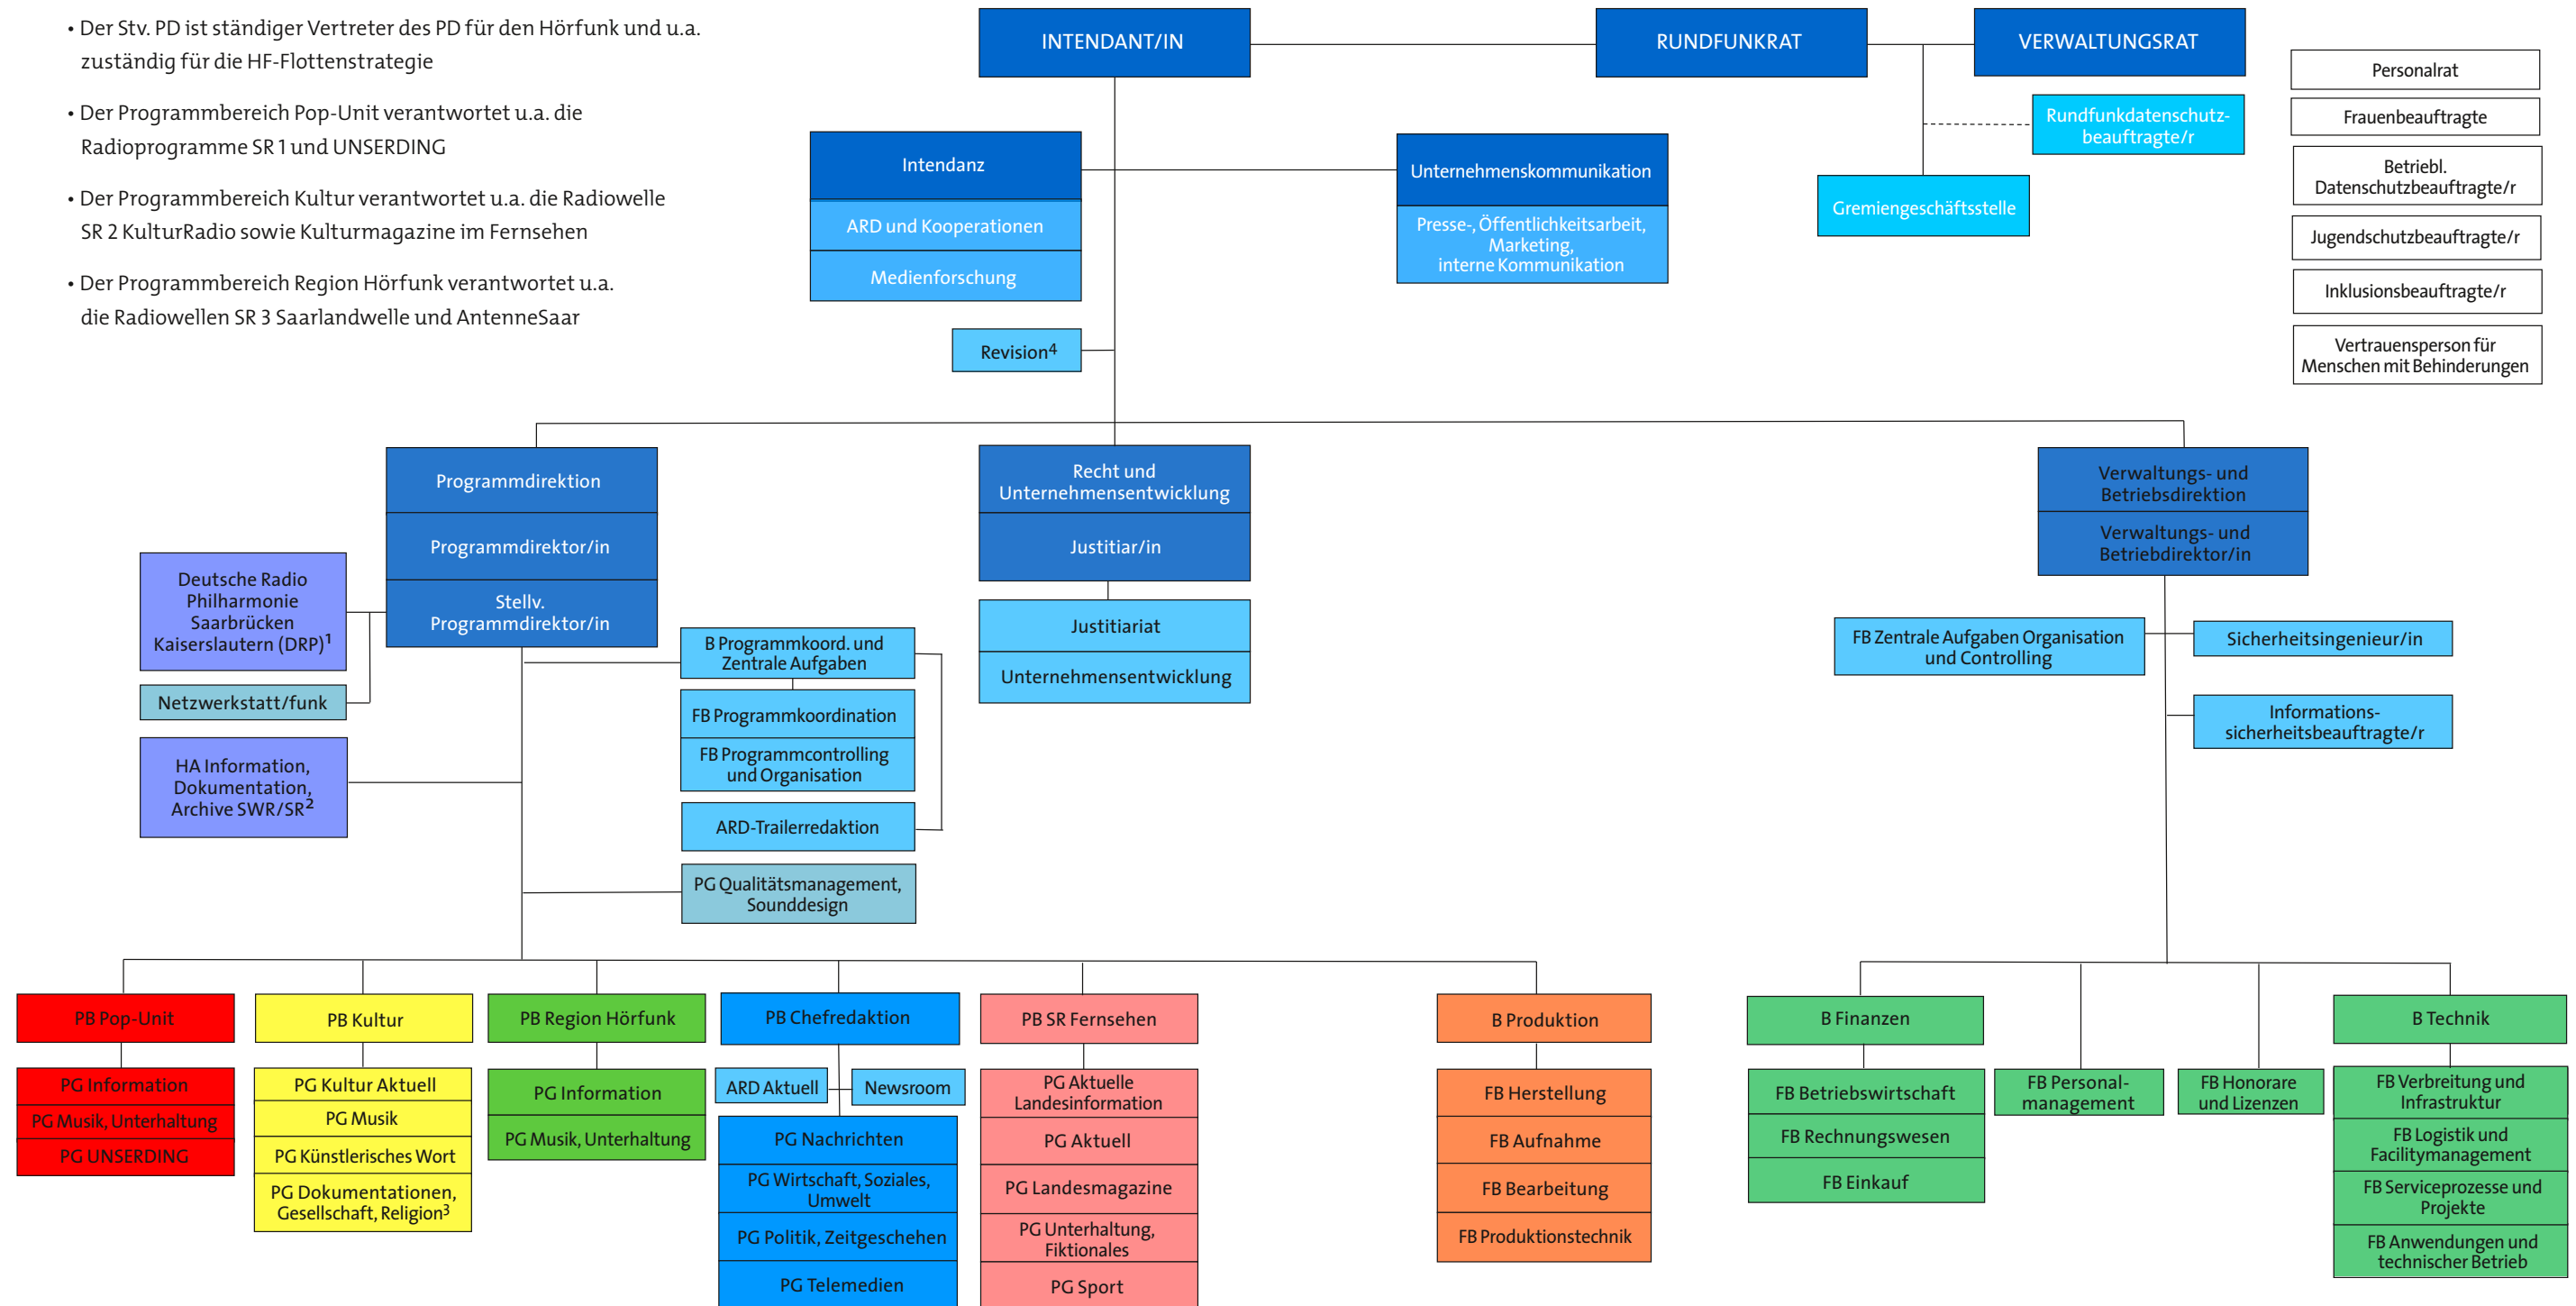 • Der Stv. PD ist ständiger Vertreter des PD für den Hörfunk und u.a.
zuständig für die HF-Flottenstrategie
• Der Programmbereich Pop-Unit verantwortet u.a. die
Radioprogramme SR 1 und UNSERDING
• Der Programmbereich Kultur verantwortet u.a. die Radiowelle
SR 2 KulturRadio sowie Kulturmagazine im Fernsehen
• Der Programmbereich Region Hörfunk verantwortet u.a.
die Radiowellen SR 3 Saarlandwelle und AntenneSaar
INTENDANT/IN
RUNDFUNKRAT
VERWALTUNGSRAT
Intendanz
ARD und Kooperationen
Medienforschung
Unternehmenskommunikation
Presse-, Öffentlichkeitsarbeit,
Marketing,
interne Kommunikation
Rundfunkdatenschutz-
beauftragte/r
Gremiengeschäftsstelle
Personalrat
Frauenbeauftragte
Betriebl.
Datenschutzbeauftragte/r
Jugendschutzbeauftragte/r
Inklusionsbeauftragte/r
Vertrauensperson für
Menschen mit Behinderungen
Revision⁴
Programmdirektion
Programmdirektor/in
Stellv.
Programmdirektor/in
Recht und
Unternehmensentwicklung
Justitiar/in
Justitiariat
Unternehmensentwicklung
Verwaltungs- und
Betriebsdirektion
Verwaltungs- und
Betriebdirektor/in
Deutsche Radio
Philharmonie
Saarbrücken
Kaiserslautern (DRP)¹
Netzwerkstatt/funk
HA Information,
Dokumentation,
Archive SWR/SR²
B Programmkoord. und
Zentrale Aufgaben
FB Programmkoordination
FB Programmcontrolling
und Organisation
ARD-Trailerredaktion
PG Qualitätsmanagement,
Sounddesign
FB Zentrale Aufgaben Organisation
und Controlling
Sicherheitsingenieur/in
Informations-
sicherheitsbeauftragte/r
PB Pop-Unit
PG Information
PG Musik, Unterhaltung
PG UNSERDING
PB Kultur
PG Kultur Aktuell
PG Musik
PG Künstlerisches Wort
PG Dokumentationen,
Gesellschaft, Religion³
PB Region Hörfunk
PG Information
PG Musik, Unterhaltung
PB Chefredaktion
ARD Aktuell
Newsroom
PG Nachrichten
PG Wirtschaft, Soziales,
Umwelt
PG Politik, Zeitgeschehen
PG Telemedien
PB SR Fernsehen
PG Aktuelle
Landesinformation
PG Aktuell
PG Landesmagazine
PG Unterhaltung,
Fiktionales
PG Sport
B Produktion
FB Herstellung
FB Aufnahme
FB Bearbeitung
FB Produktionstechnik
B Finanzen
FB Betriebswirtschaft
FB Rechnungswesen
FB Einkauf
FB Personal-
management
FB Honorare
und Lizenzen
B Technik
FB Verbreitung und
Infrastruktur
FB Logistik und
Facilitymanagement
FB Serviceprozesse und
Projekte
FB Anwendungen und
technischer Betrieb